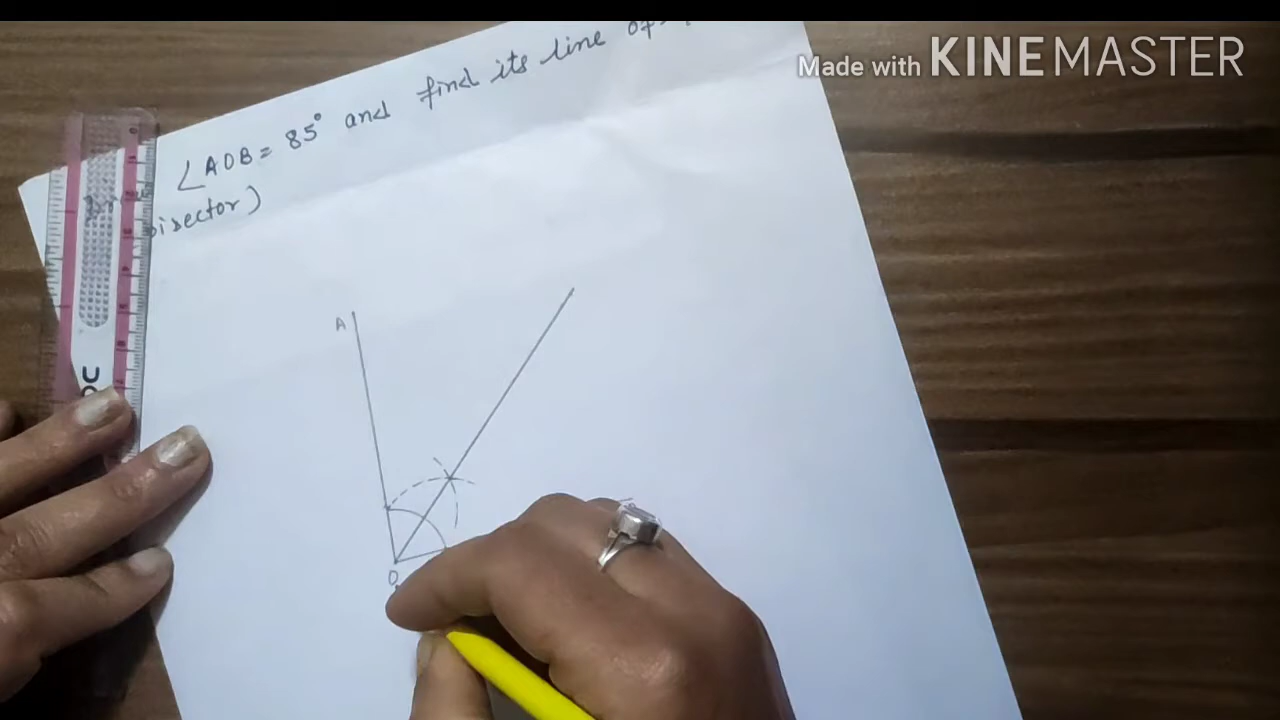 Made with KINEMASTER
∠AOB = 85° and find its line of
bisector)
A
O